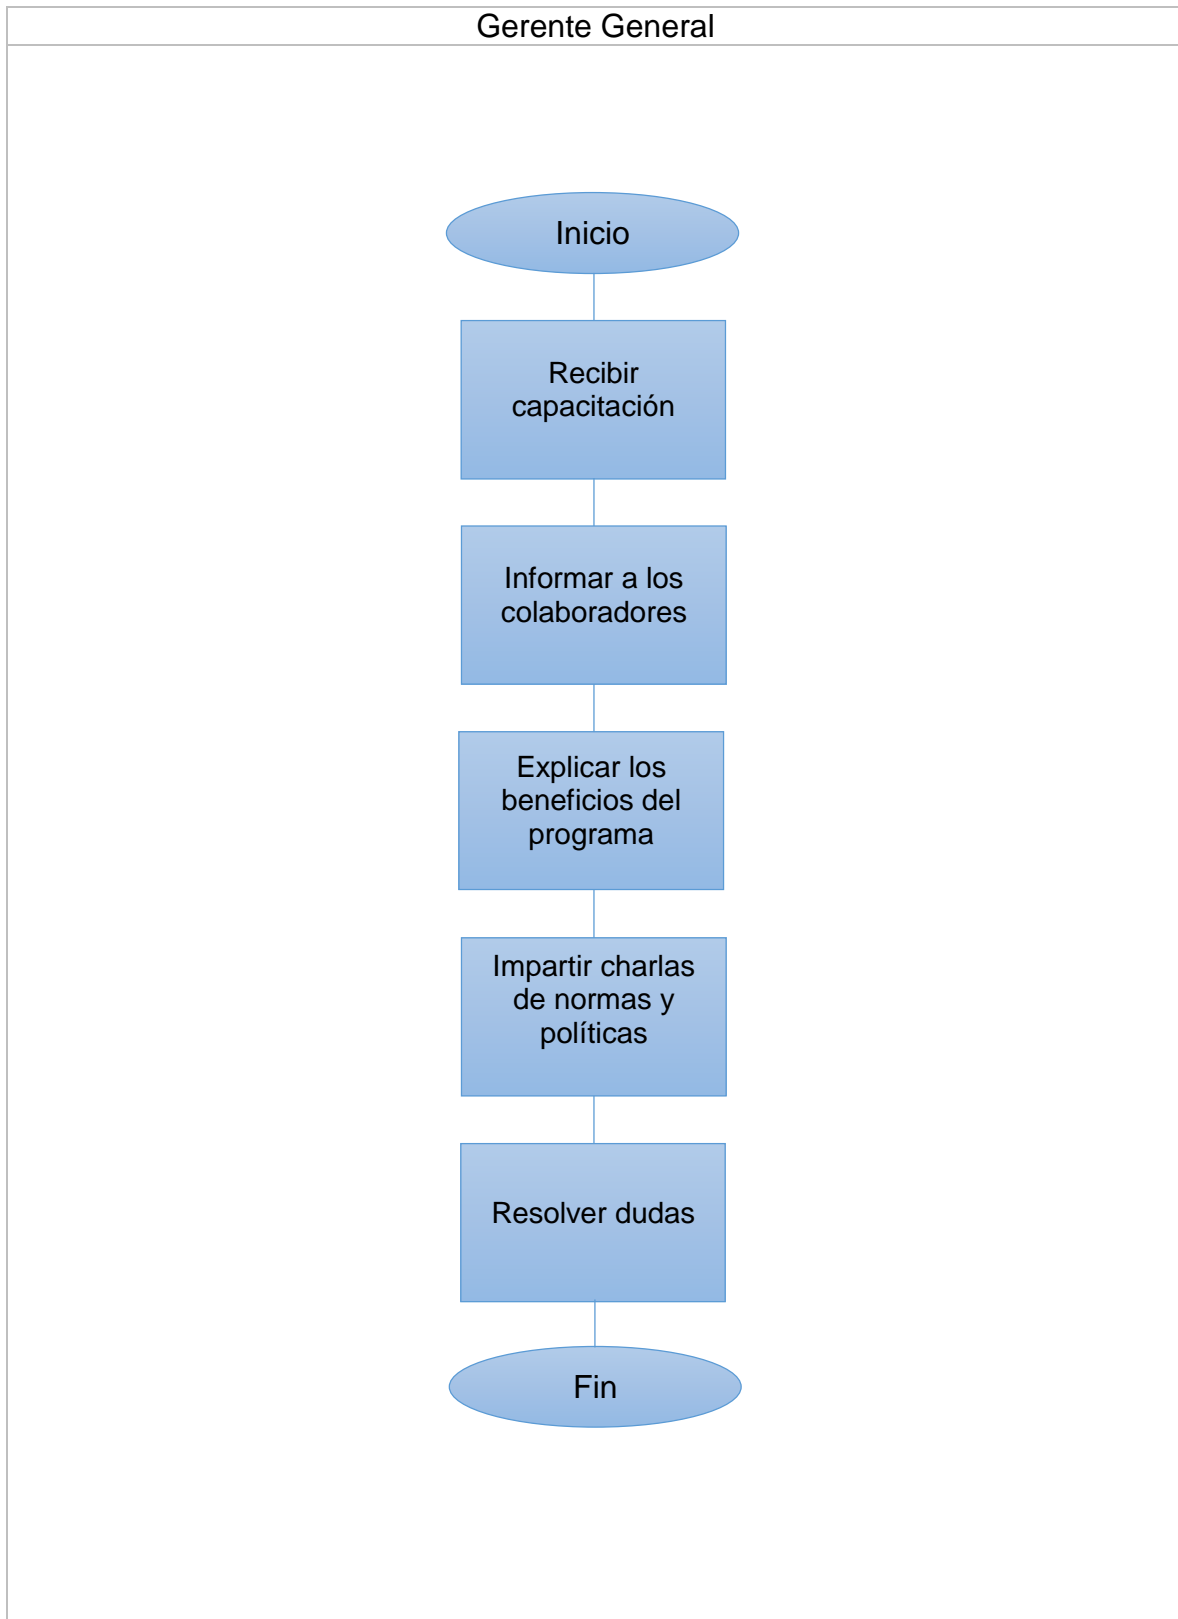 Gerente General
Inicio
Recibir
capacitación
Informar a los
colaboradores
Explicar los
beneficios del
programa
Impartir charlas
de normas y
políticas
Resolver dudas
Fin